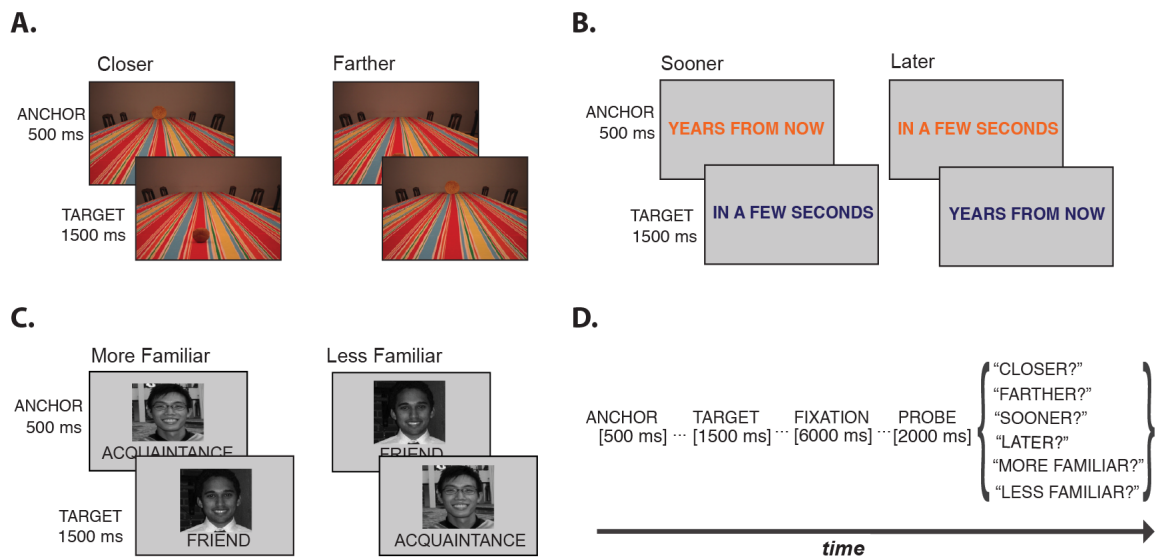 A.
Closer
Farther
ANCHOR
500 ms
TARGET
1500 ms
B.
Sooner
Later
ANCHOR
500 ms
YEARS FROM NOW
IN A FEW SECONDS
TARGET
1500 ms
IN A FEW SECONDS
YEARS FROM NOW
C.
More Familiar
Less Familiar
ANCHOR
500 ms
ACQUAINTANCE
FRIEND
TARGET
1500 ms
FRIEND
ACQUAINTANCE
D.
ANCHOR
[500 ms]
...
TARGET
[1500 ms]
...
FIXATION
[6000 ms]
...
PROBE
[2000 ms]
“CLOSER?”
“FARTHER?”
“SOONER?”
“LATER?”
“MORE FAMILIAR?”
“LESS FAMILIAR?”
time